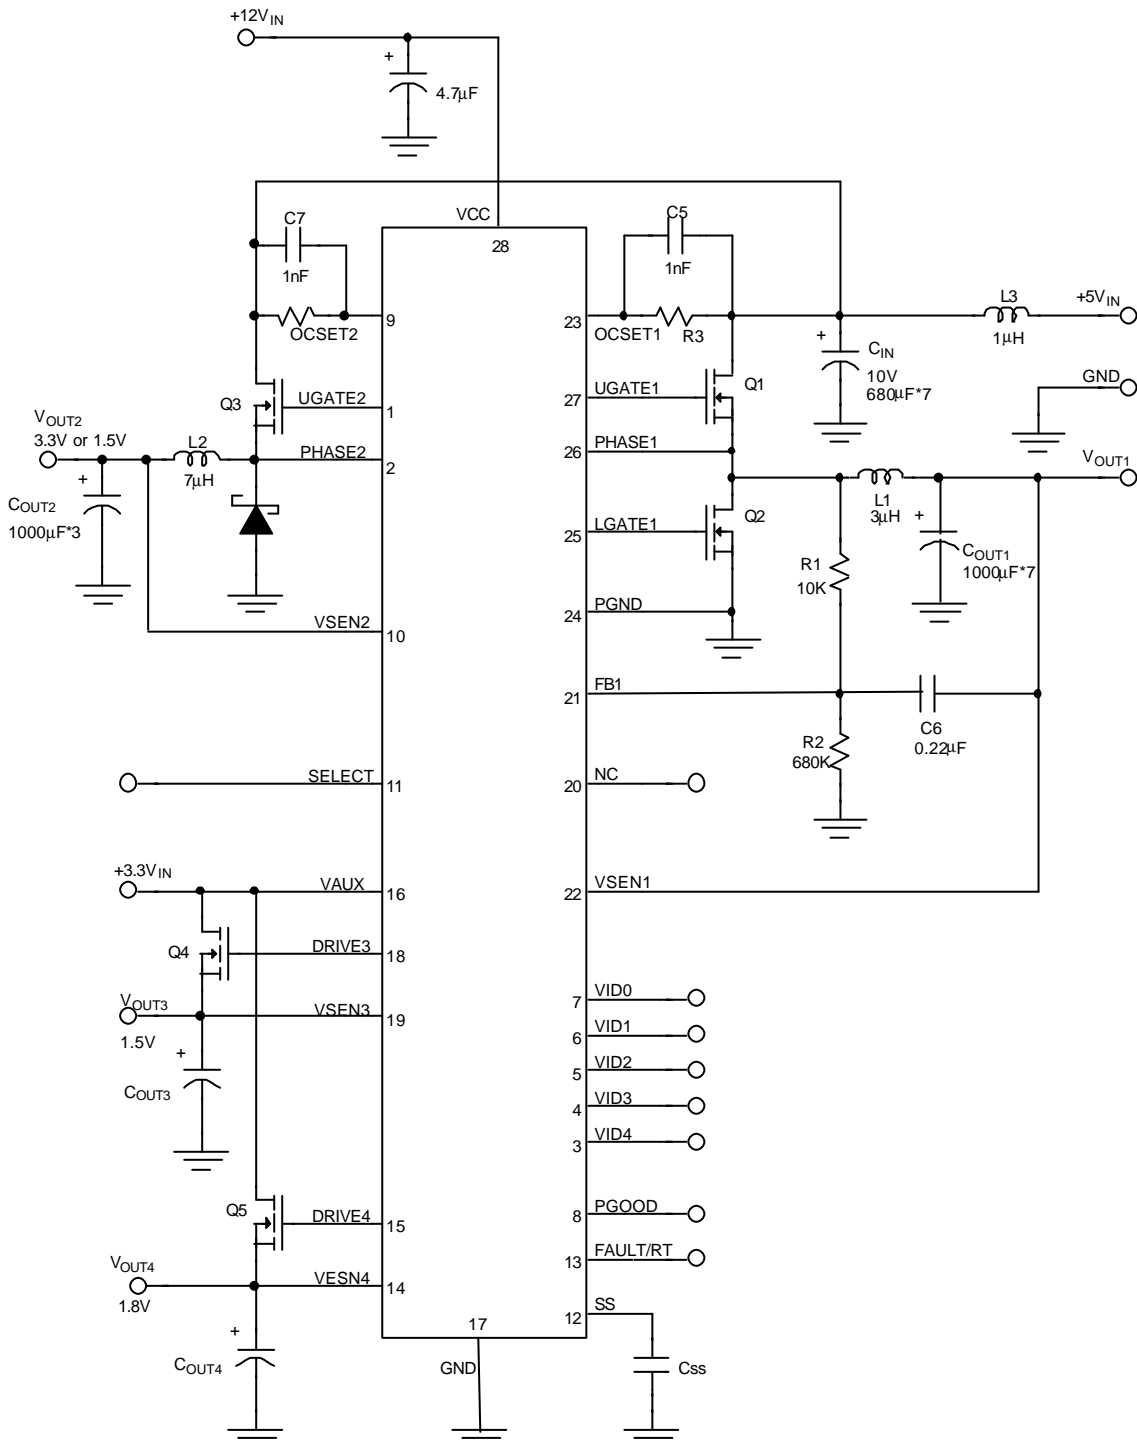 +12VIN
+
4.7µF
VCC
28
C7
1nF
OCSET2
9
C5
1nF
23
OCSET1
R3
L3
1µH
+5VIN
+
CIN
10V
680µF*7
GND
Q3
UGATE2
1
27
UGATE1
Q1
VOUT2
3.3V or 1.5V
L2
7µH
PHASE2
2
26
PHASE1
+
COUT2
1000µF*3
VOUT1
L1
3µH
+
COUT1
1000µF*7
25
LGATE1
Q2
R1
10K
24
PGND
VSEN2
10
21
FB1
C6
0.22µF
R2
680K
SELECT
11
20
NC
+3.3VIN
VAUX
16
22
VSEN1
Q4
DRIVE3
18
VOUT3
1.5V
VSEN3
19
+
COUT3
7
VID0
6
VID1
5
VID2
4
VID3
3
VID4
Q5
DRIVE4
15
8
PGOOD
13
FAULT/RT
VOUT4
1.8V
VESN4
14
12
SS
+
COUT4
17
GND
Css